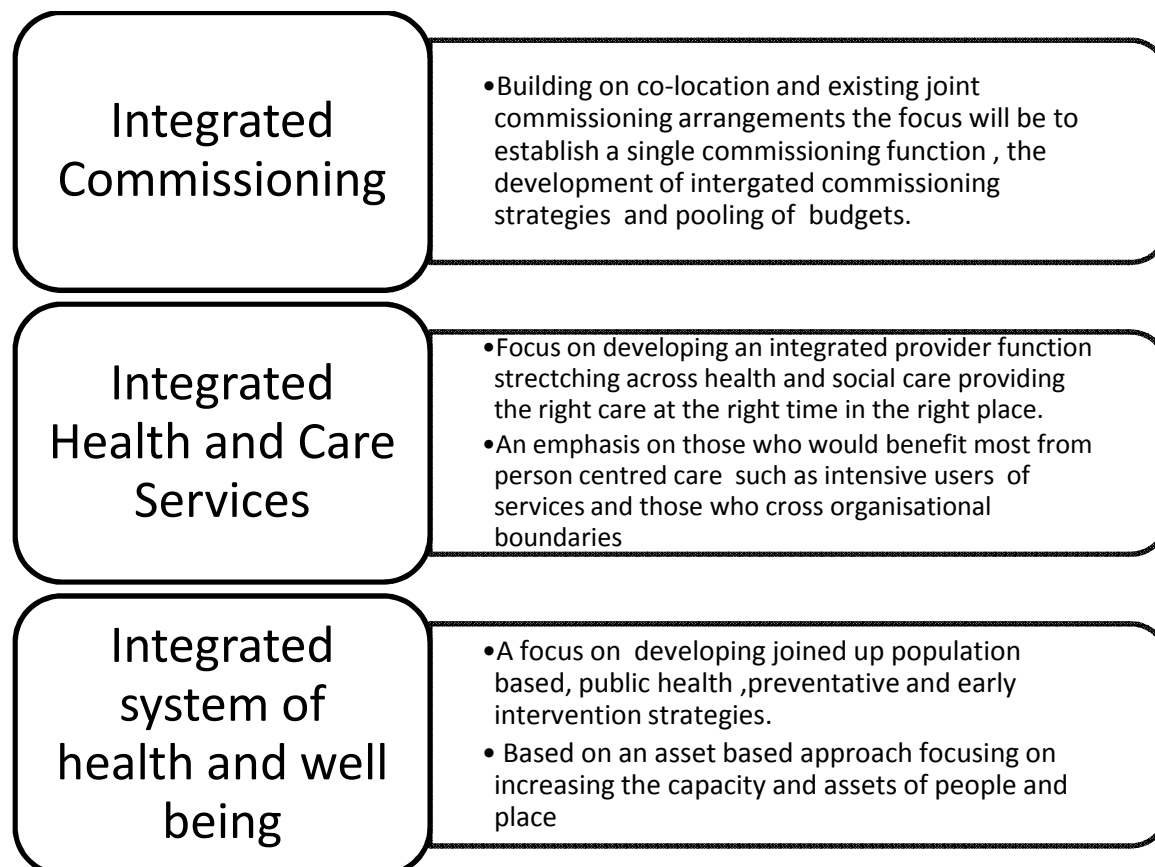 Integrated
Commissioning
•Building on co-location and existing joint
commissioning arrangements the focus will be to
establish a single commissioning function , the
development of intergated commissioning
strategies and pooling of budgets.
Integrated
Health and Care
Services
•Focus on developing an integrated provider function
strectching across health and social care providing
the right care at the right time in the right place.
•An emphasis on those who would benefit most from
person centred care such as intensive users of
services and those who cross organisational
boundaries
Integrated
system of
health and well
being
•A focus on developing joined up population
based, public health ,preventative and early
intervention strategies.
• Based on an asset based approach focusing on
increasing the capacity and assets of people and
place